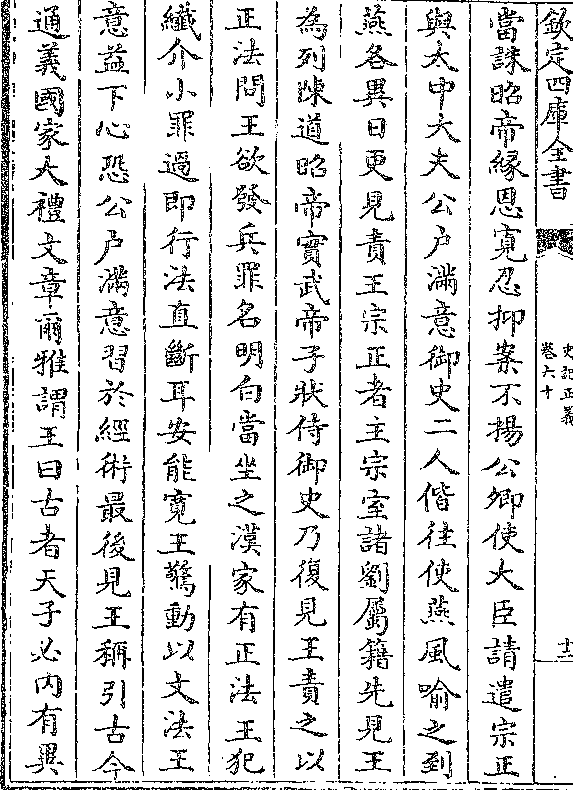 欽定四庫全書
史記正義
卷六十
十二
當誅昭帝緣恩寛忍抑案不揚公卿使大臣請遣宗正
與太中大夫公户滿意御史二人偕往使燕風喻之到
燕各異日更見責王宗正者主宗室諸劉屬籍先見王
為列陳道昭帝實武帝子狀侍御史乃復見王責之以
正法問王欲發兵罪名明白當坐之漢家有正法王犯
纎介小罪過即行法直斷耳安能寛王驚動以文法王
意益下心恐公户滿意習於經術最後見王稱引古今
通義國家大禮文章爾雅謂王曰古者天子必内有異